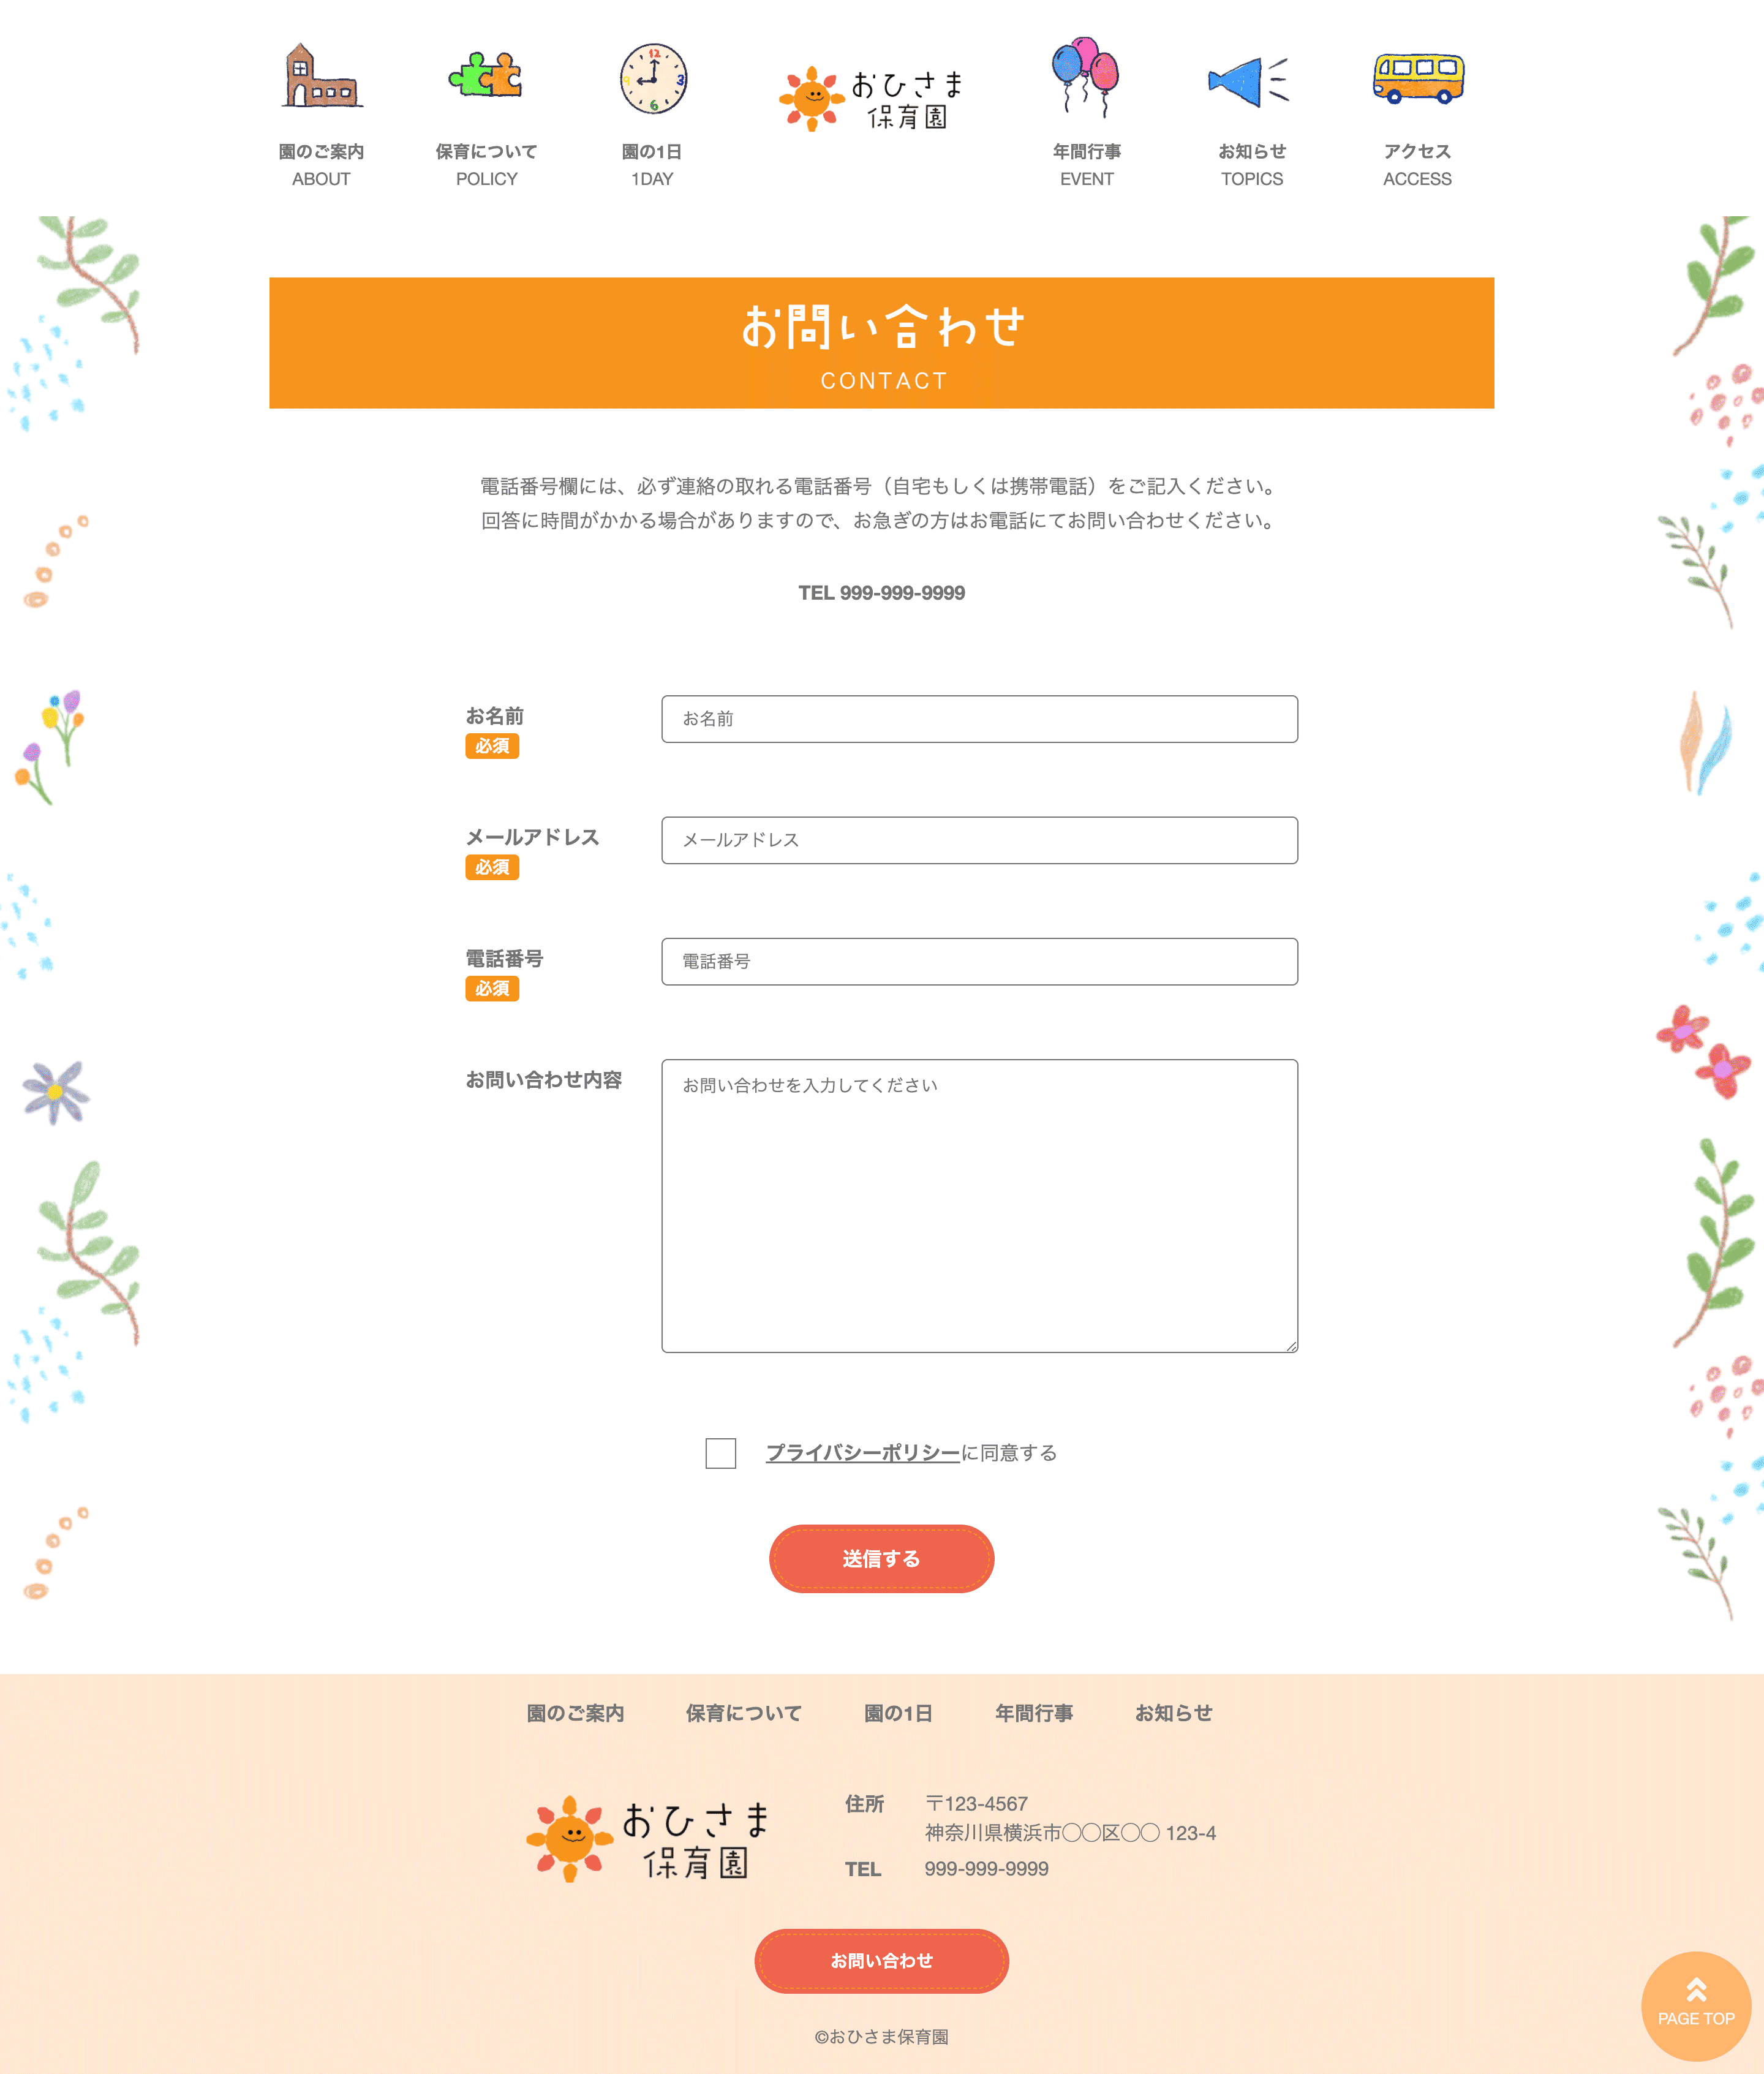 園のご案内
ABOUT
保育について
POLICY
12
3
6
9
園の1日
1DAY
おひさま
保育園
年間行事
EVENT
お知らせ
TOPICS
アクセス
ACCESS
お問い合わせ
CONTACT
電話番号欄には、必ず連絡の取れる電話番号（自宅もしくは携帯電話）をご記入ください。
回答に時間がかかる場合がありますので、お急ぎの方はお電話にてお問い合わせください。
TEL 999-999-9999
お名前
必須
お名前
メールアドレス
必須
メールアドレス
電話番号
必須
電話番号
お問い合わせ内容
お問い合わせを入力してください
プライバシーポリシーに同意する
送信する
園のご案内 保育について 園の1日 年間行事 お知らせ
おひさま
保育園
住所 〒123-4567
神奈川県横浜市◯◯区◯◯ 123-4
TEL 999-999-9999
お問い合わせ
PAGE TOP
©おひさま保育園